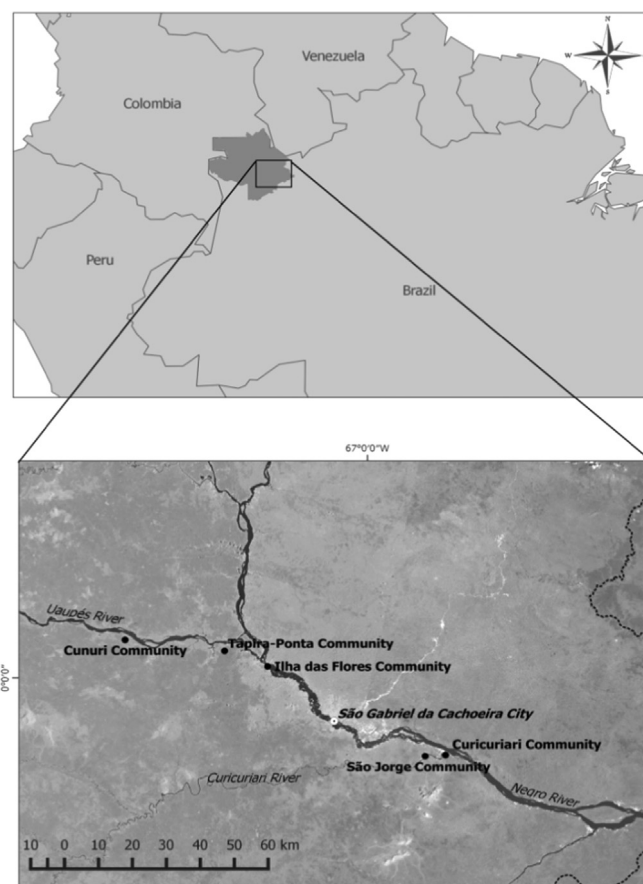 N
W
E
S
Venezuela
Colombia
Peru
Brazil
67°0'0"W
Uaupés River
Cunuri Community
Tapira-Ponta Community
Ilha das Flores Community
0°0'0"
São Gabriel da Cachoeira City
Curicuriari Community
São Jorge Community
Curicuriari River
Negro River
10 0 10 20 30 40 50 60 km